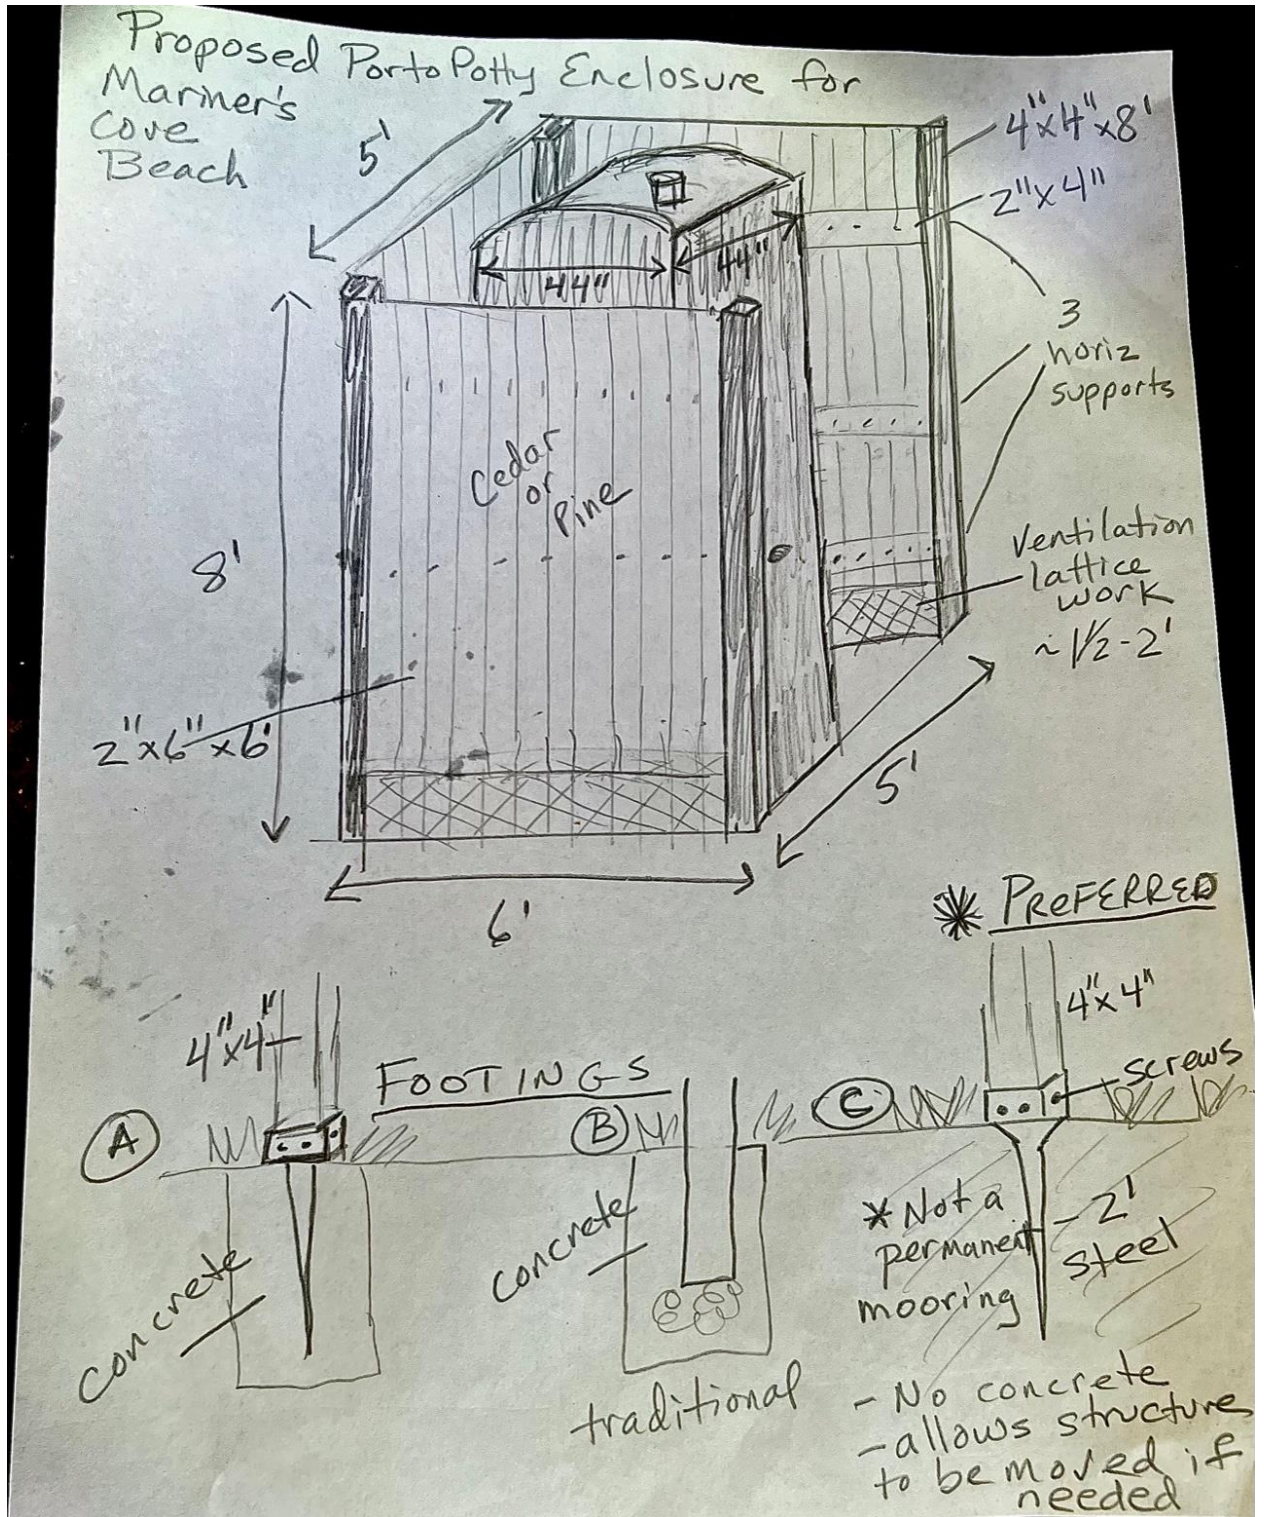 Proposed Porto Potty Enclosure for
Mariner's
Cove
Beach
5'
4"x4"x8'
2"x4"
44"
44"
3
horiz
supports
Cedar
or
Pine
8'
Ventilation
lattice
work
~ 1½-2'
2"x6"x6'
5'
6'
* PREFERRED
4"x4"
4"x4"
screws
FOOTINGS
A
B
C
concrete
concrete
* Not a
permanent
mooring
- 2'
steel
traditional
- No concrete
- allows structure
to be moved if
needed